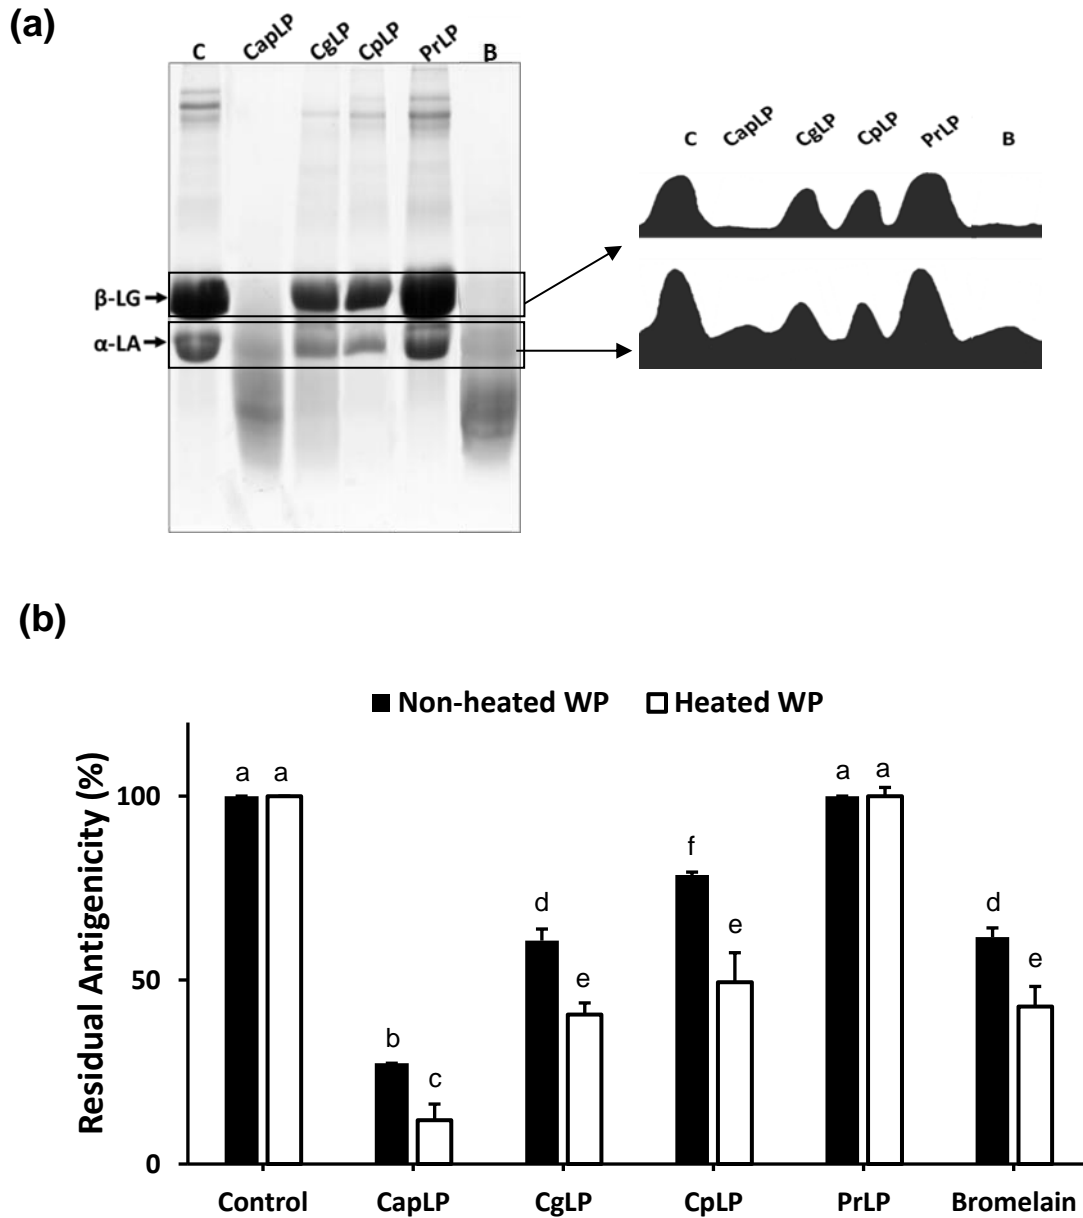 (a)
C CapLP CgLP CpLP PrLP B
C CapLP CgLP CpLP PrLP B
β-LG
α-LA
(b)
Non-heated WP Heated WP
Residual Antigenicity (%)
100
50
0
a a b c d e f e a a d e
Control CapLP CgLP CpLP PrLP Bromelain